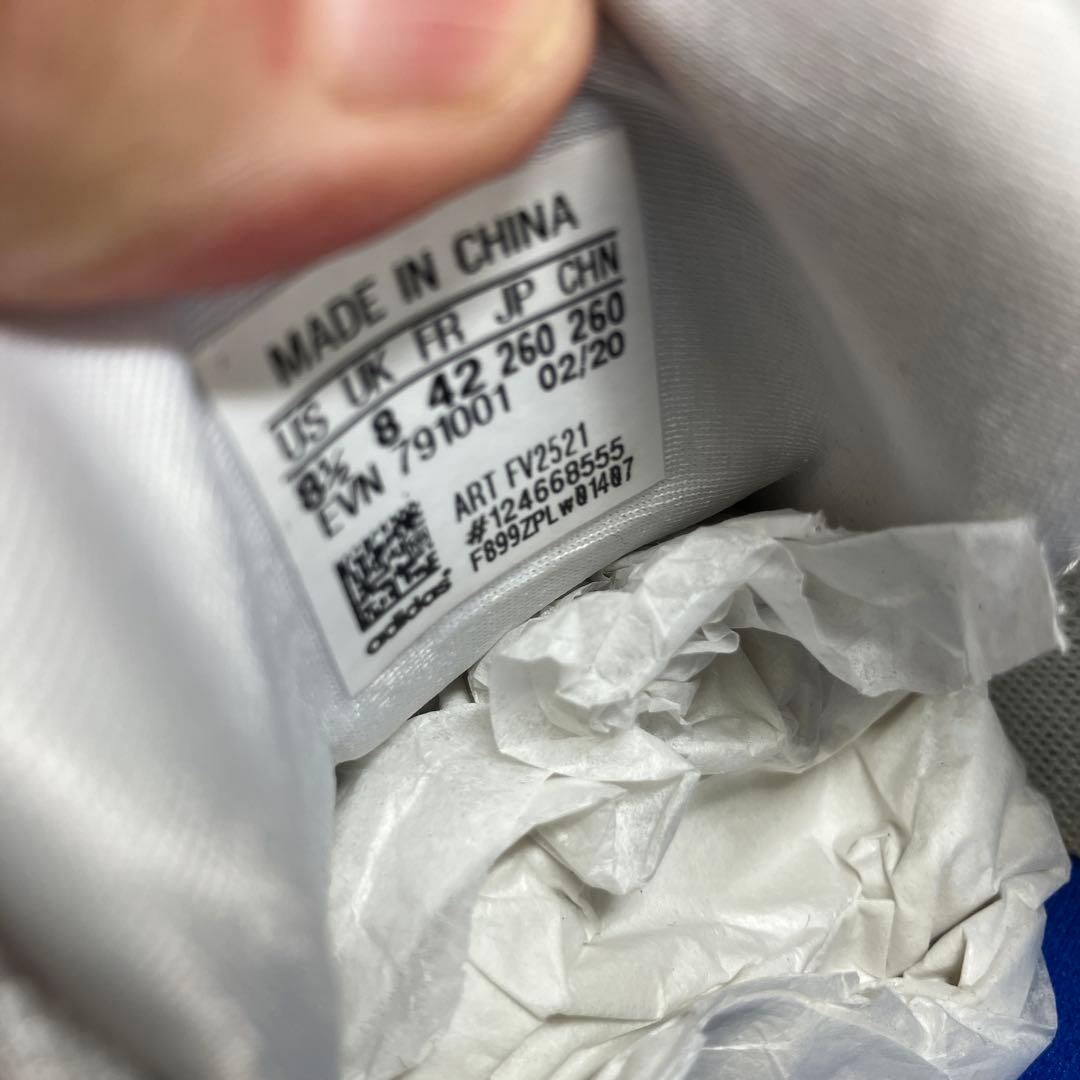 MADE IN CHINA
US UK FR JP CHN
8½ 8 42 260 260
EVN 791001 02/20
ART FV2521
#124668555
F899ZPLw01407
adidas